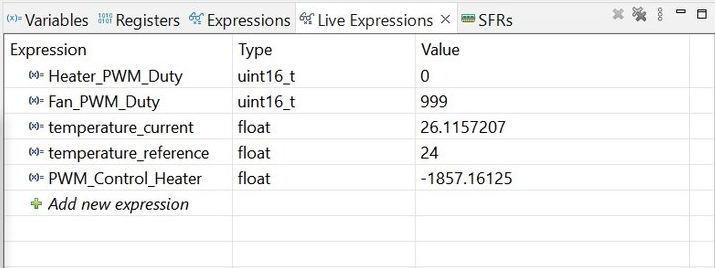 Variables Registers Expressions Live Expressions SFRs
Expression Type Value
Heater_PWM_Duty uint16_t 0
Fan_PWM_Duty uint16_t 999
temperature_current float 26.1157207
temperature_reference float 24
PWM_Control_Heater float -1857.16125
Add new expression